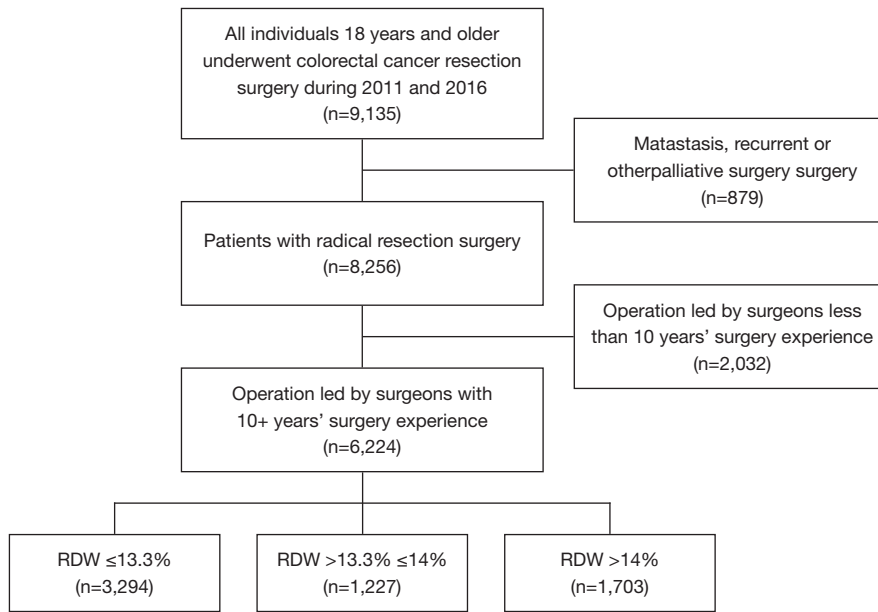 All individuals 18 years and older
underwent colorectal cancer resection
surgery during 2011 and 2016
(n=9,135)
Matastasis, recurrent or
otherpalliative surgery surgery
(n=879)
Patients with radical resection surgery
(n=8,256)
Operation led by surgeons less
than 10 years’ surgery experience
(n=2,032)
Operation led by surgeons with
10+ years’ surgery experience
(n=6,224)
RDW ≤13.3%
(n=3,294)
RDW >13.3% ≤14%
(n=1,227)
RDW >14%
(n=1,703)